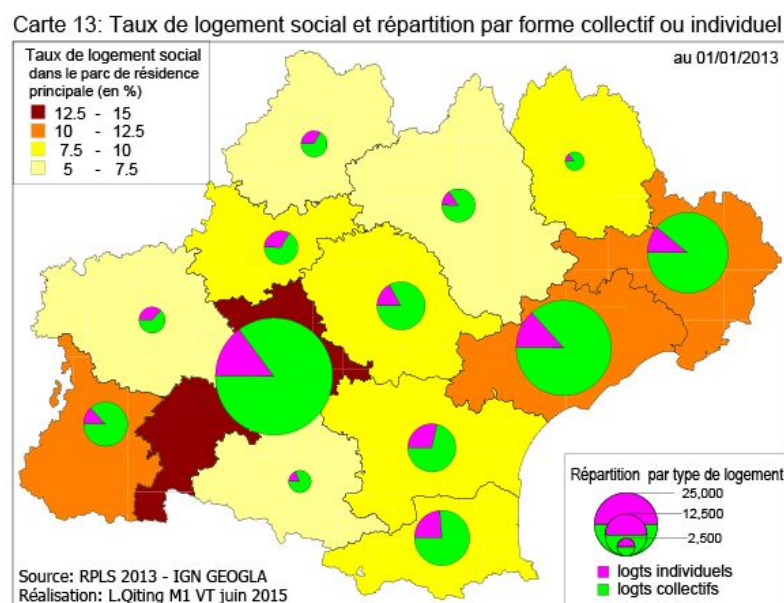 Carte 13: Taux de logement social et répartition par forme collectif ou individuel
au 01/01/2013
Taux de logement social
dans le parc de résidence
principale (en %)
12.5 - 15
10 - 12.5
7.5 - 10
5 - 7.5
Répartition par type de logement
25,000
12,500
2,500
logts individuels
logts collectifs
Source: RPLS 2013 - IGN GEOGLA
Réalisation: L.Qiting M1 VT juin 2015